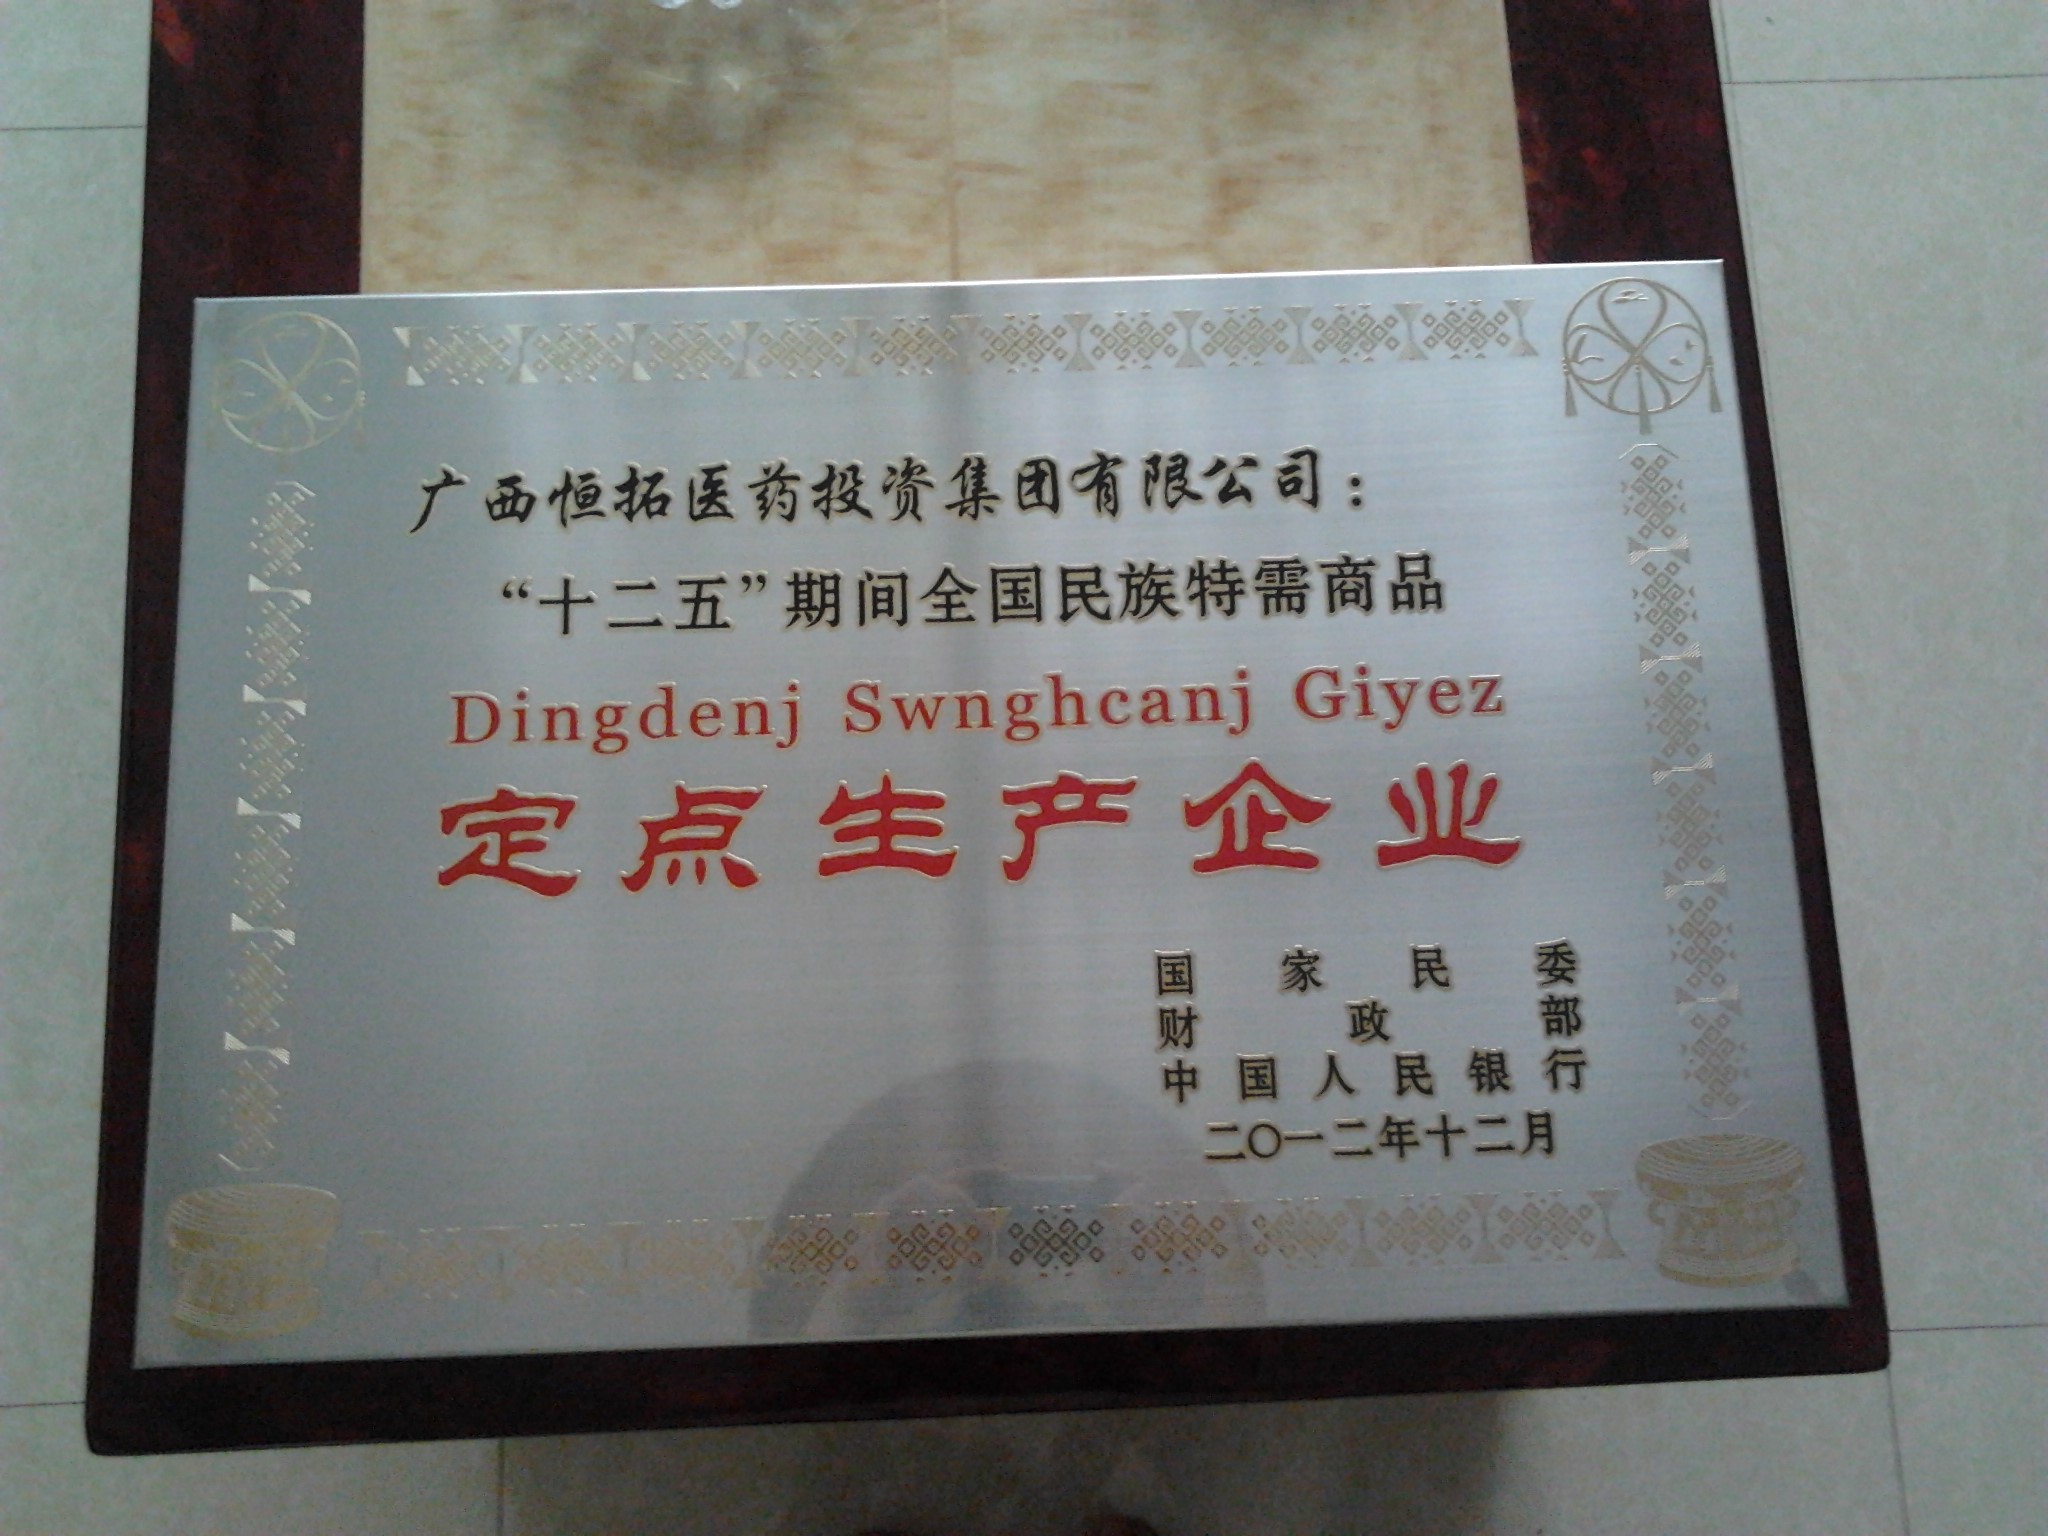 广西恒拓医药投资集团有限公司：
“十二五”期间全国民族特需商品
Dingdenj Swnghcanj Giyez
定点生产企业
国家民委
财政部
中国人民银行
二〇一二年十二月